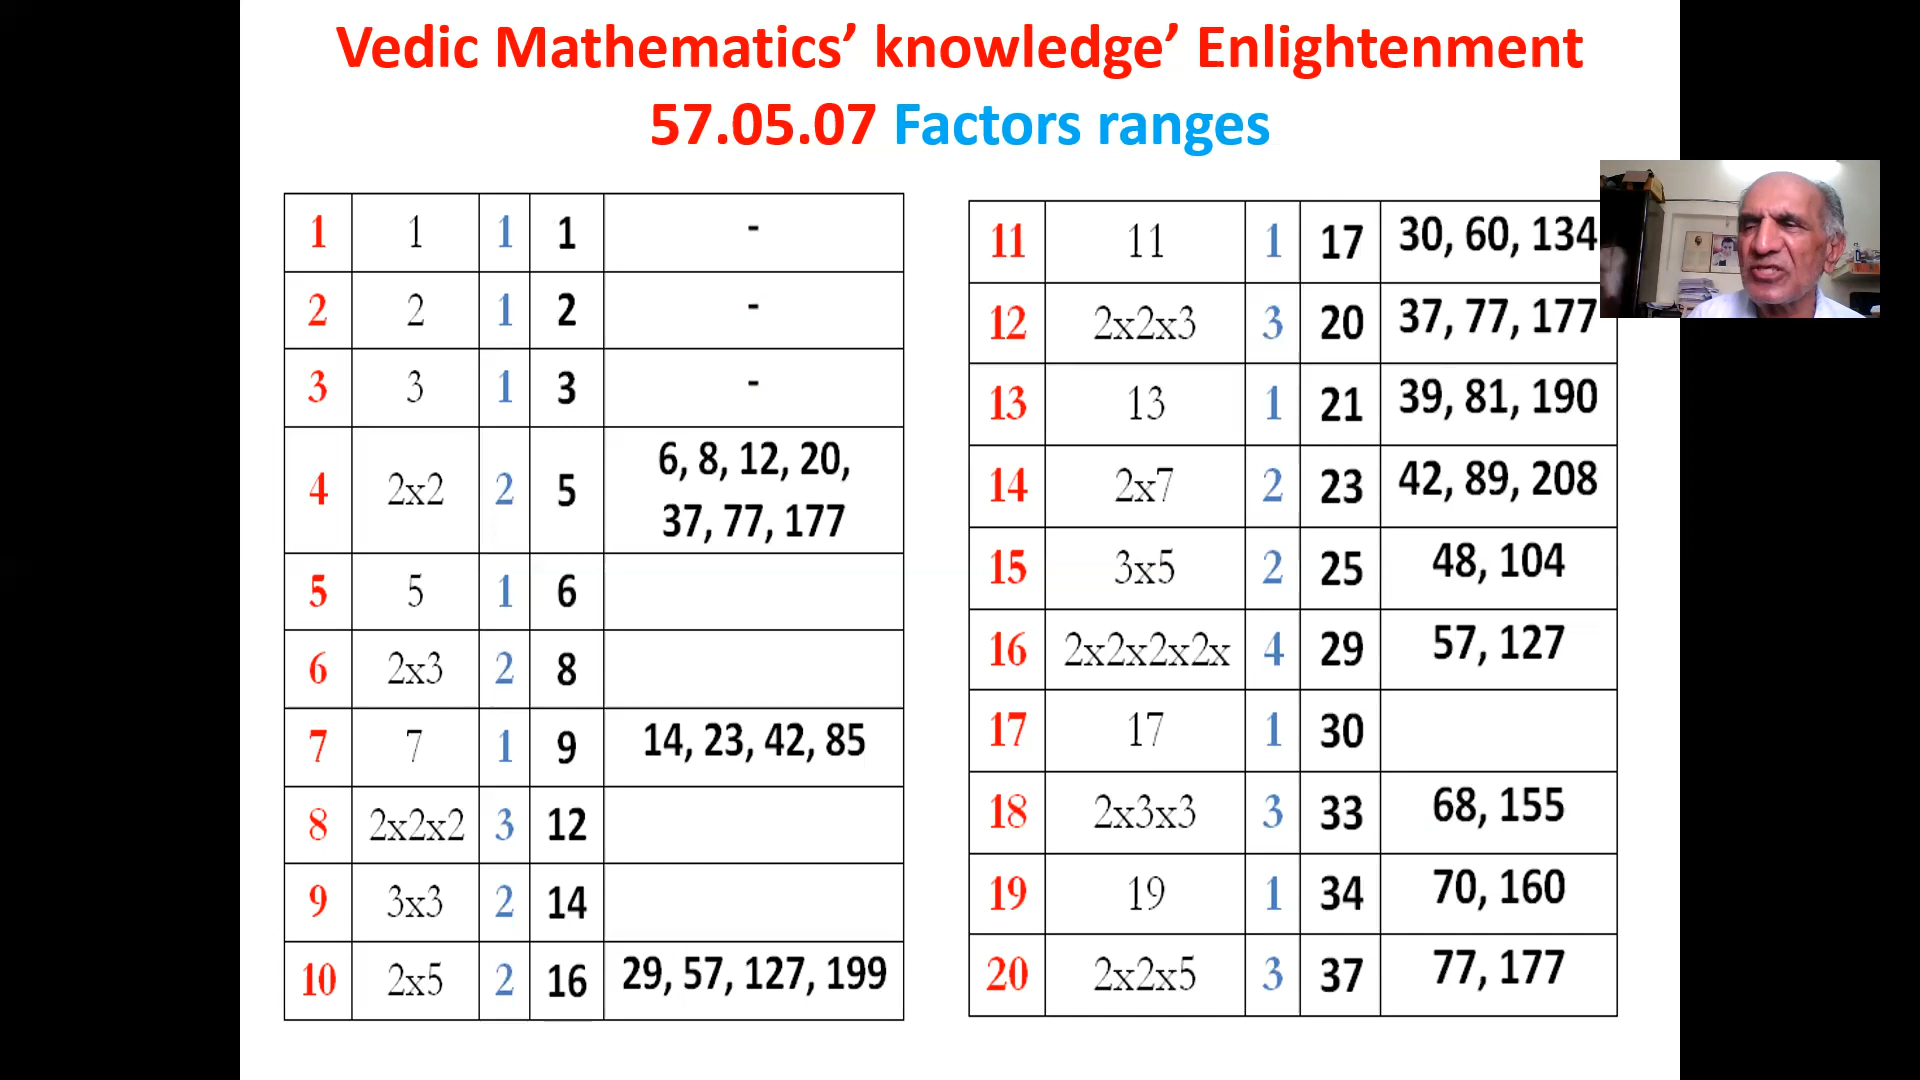 Vedic Mathematics’ knowledge’ Enlightenment
57.05.07 Factors ranges
1 1 1 1 -
2 2 1 2 -
3 3 1 3 -
4 2x2 2 5 6, 8, 12, 20,
37, 77, 177
5 5 1 6
6 2x3 2 8
7 7 1 9 14, 23, 42, 85
8 2x2x2 3 12
9 3x3 2 14
10 2x5 2 16 29, 57, 127, 199
11 11 1 17 30, 60, 134
12 2x2x3 3 20 37, 77, 177
13 13 1 21 39, 81, 190
14 2x7 2 23 42, 89, 208
15 3x5 2 25 48, 104
16 2x2x2x2x 4 29 57, 127
17 17 1 30
18 2x3x3 3 33 68, 155
19 19 1 34 70, 160
20 2x2x5 3 37 77, 177